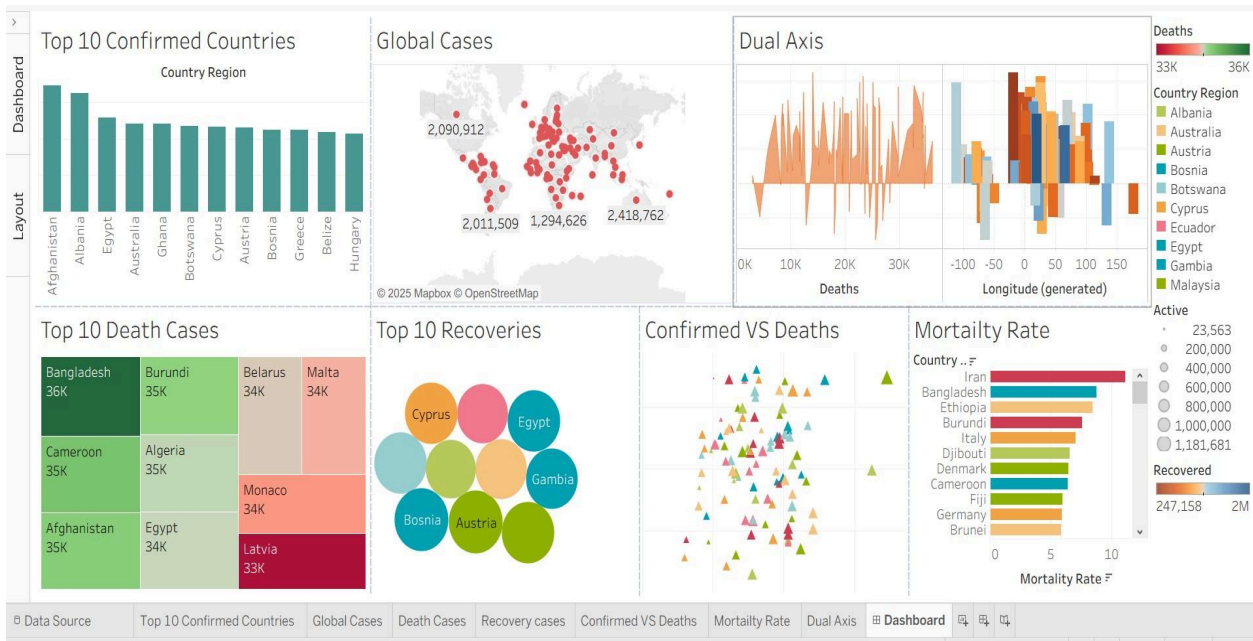 Dashboard
Layout
Top 10 Confirmed Countries
Country Region
Afghanistan
Albania
Egypt
Australia
Ghana
Botswana
Cyprus
Austria
Bosnia
Greece
Belize
Hungary
Global Cases
2,090,912
2,011,509
1,294,626
2,418,762
© 2025 Mapbox © OpenStreetMap
Dual Axis
0K 10K 20K 30K
Deaths
-100 -50 0 50 100 150
Longitude (generated)
Deaths
33K 36K
Country Region
Albania
Australia
Austria
Bosnia
Botswana
Cyprus
Ecuador
Egypt
Gambia
Malaysia
Active
23,563
200,000
400,000
600,000
800,000
1,000,000
1,181,681
Recovered
247,158 2M
Top 10 Death Cases
Bangladesh
36K
Cameroon
35K
Afghanistan
35K
Burundi
35K
Algeria
35K
Egypt
34K
Belarus
34K
Malta
34K
Monaco
34K
Latvia
33K
Top 10 Recoveries
Cyprus
Egypt
Gambia
Bosnia
Austria
Confirmed VS Deaths
Mortailty Rate
Country ..
Iran
Bangladesh
Ethiopia
Burundi
Italy
Djibouti
Denmark
Cameroon
Fiji
Germany
Brunei
0 5 10
Mortality Rate
Data Source Top 10 Confirmed Countries Global Cases Death Cases Recovery cases Confirmed VS Deaths Mortailty Rate Dual Axis Dashboard